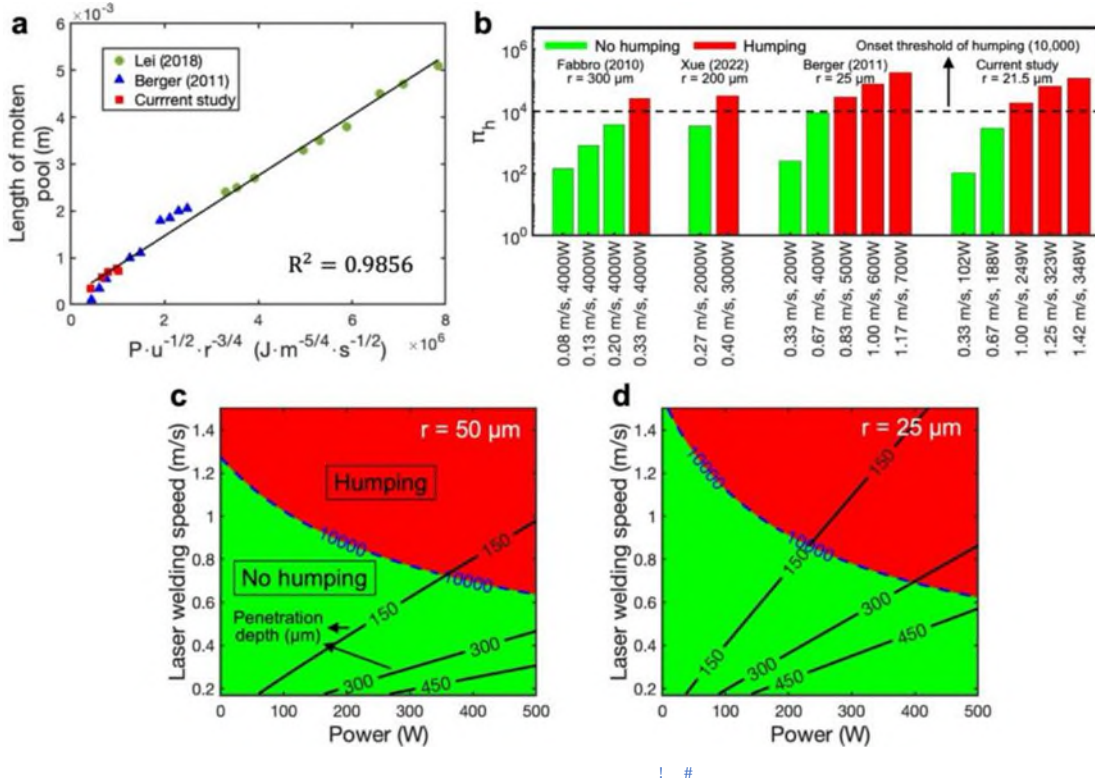 a
6 ×10⁻³
5
4
3
2
1
0
Length of molten
pool (m)
Lei (2018)
Berger (2011)
Currrent study
R² = 0.9856
0 2 4 6 8
×10⁶
P·u⁻¹/²·r⁻³/⁴ (J·m⁻⁵/⁴·s⁻¹/²)
b
10⁶
10⁴
10²
10⁰
π_h
No humping
Humping
Onset threshold of humping (10,000)
Fabbro (2010)
r = 300 µm
Xue (2022)
r = 200 µm
Berger (2011)
r = 25 µm
Current study
r = 21.5 µm
0.08 m/s, 4000W
0.13 m/s, 4000W
0.20 m/s, 4000W
0.33 m/s, 4000W
0.27 m/s, 2000W
0.40 m/s, 3000W
0.33 m/s, 200W
0.67 m/s, 400W
0.83 m/s, 500W
1.00 m/s, 600W
1.17 m/s, 700W
0.33 m/s, 102W
0.67 m/s, 188W
1.00 m/s, 249W
1.25 m/s, 323W
1.42 m/s, 348W
c
r = 50 µm
Laser welding speed (m/s)
1.4
1.2
1
0.8
0.6
0.4
0.2
Humping
No humping
Penetration
depth (µm)
10000
10000
150
150
300
450
0 100 200 300 400 500
Power (W)
d
r = 25 µm
Laser welding speed (m/s)
1.4
1.2
1
0.8
0.6
0.4
0.2
10000
10000
150
150
150
300
300
450
0 100 200 300 400 500
Power (W)
! #